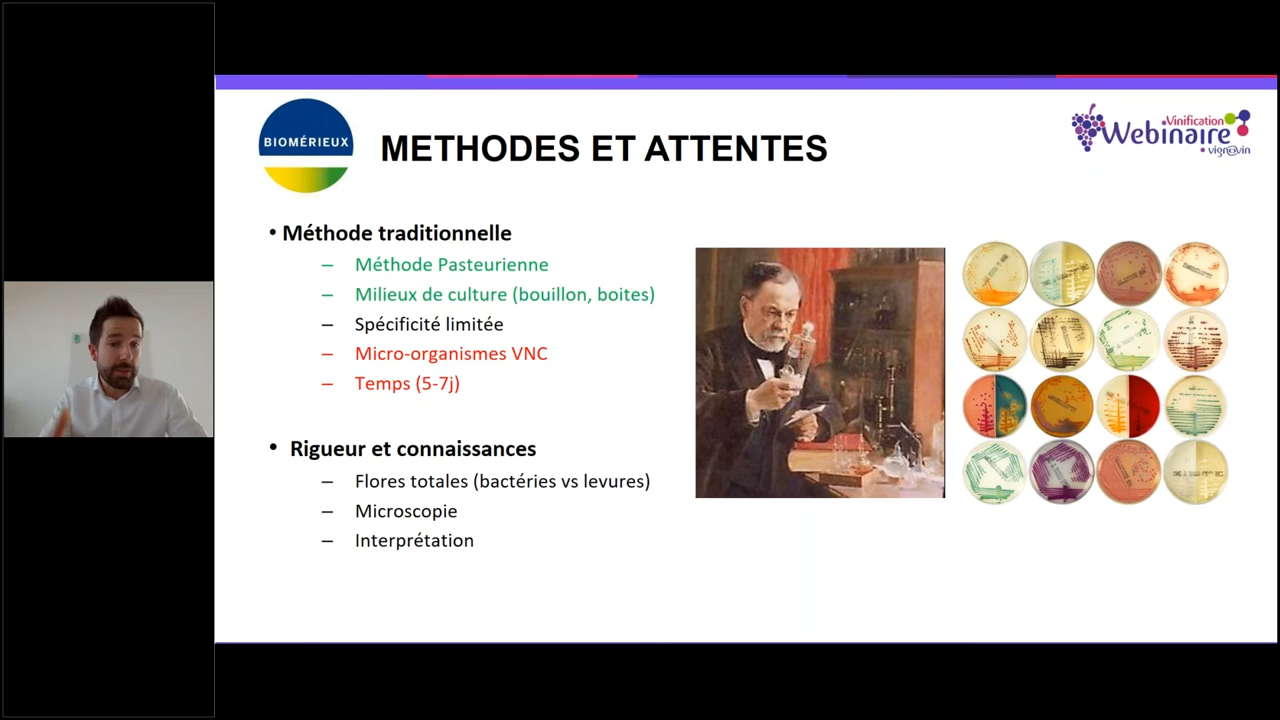 BIOMÉRIEUX
METHODES ET ATTENTES
Vinification
Webinaire
vign@vin
• Méthode traditionnelle
– Méthode Pasteurienne
– Milieux de culture (bouillon, boites)
– Spécificité limitée
– Micro-organismes VNC
– Temps (5-7j)
• Rigueur et connaissances
– Flores totales (bactéries vs levures)
– Microscopie
– Interprétation